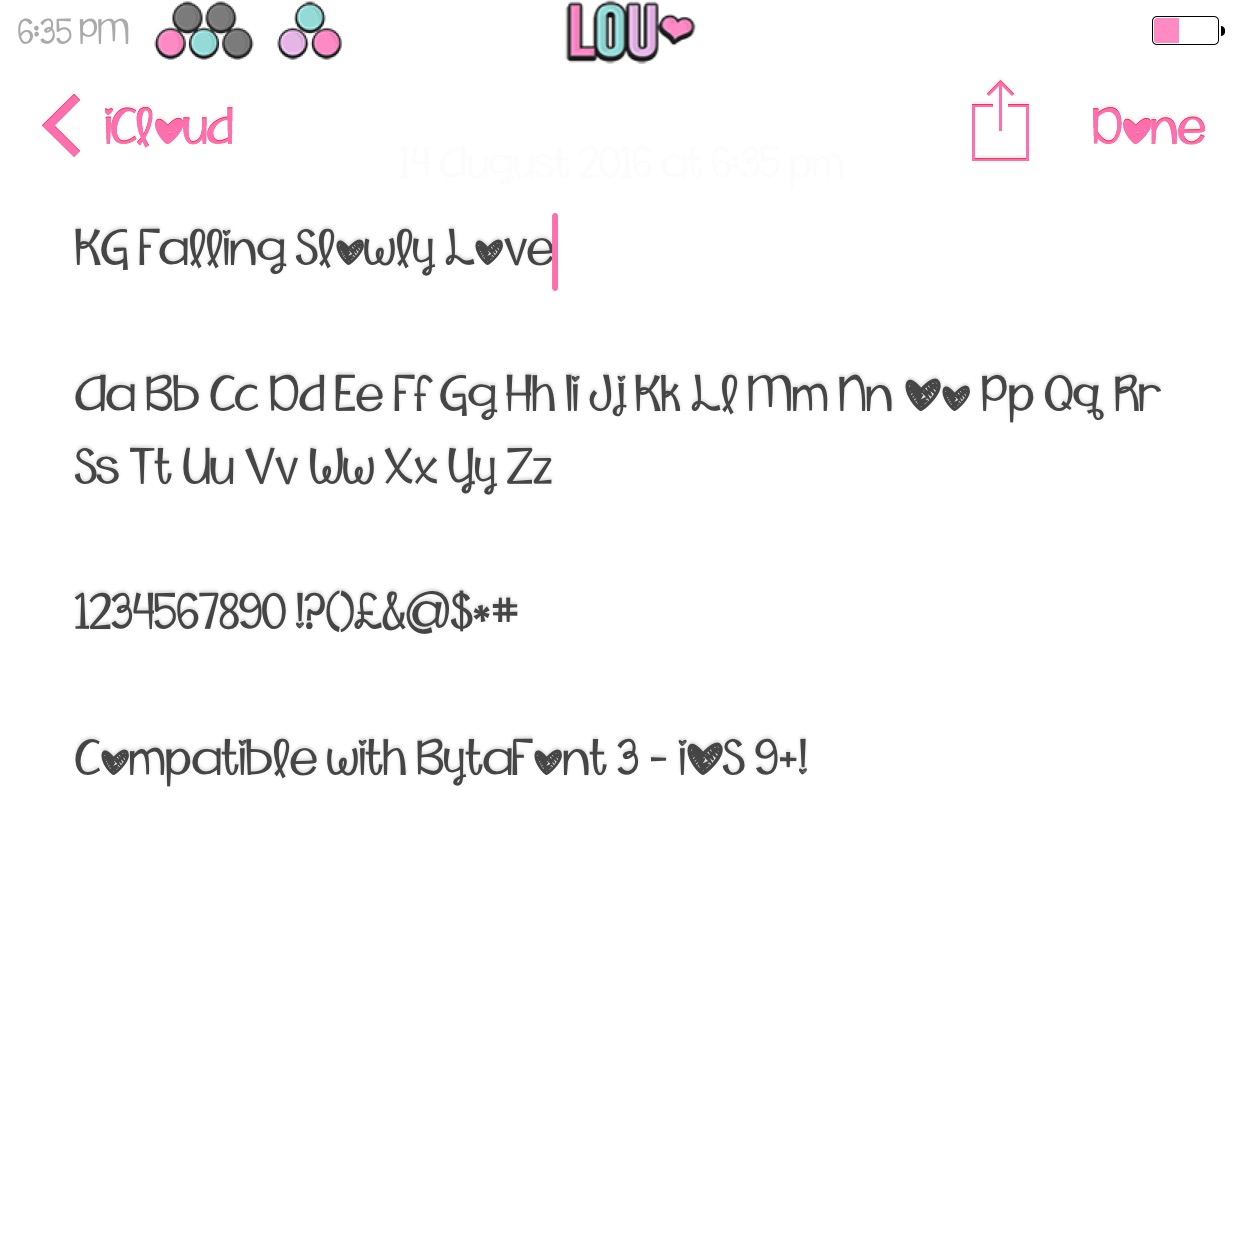 6:35 pm LOU
iCloud Done
14 August 2016 at 6:35 pm
KG Falling Slowly Love
Aa Bb Cc Dd Ee Ff Gg Hh Ii Jj Kk Ll Mm Nn Oo Pp Qq Rr
Ss Tt Uu Vv Ww Xx Yy Zz
1234567890 !?()£&@$*#
Compatible with BytaFont 3 - iOS 9+!